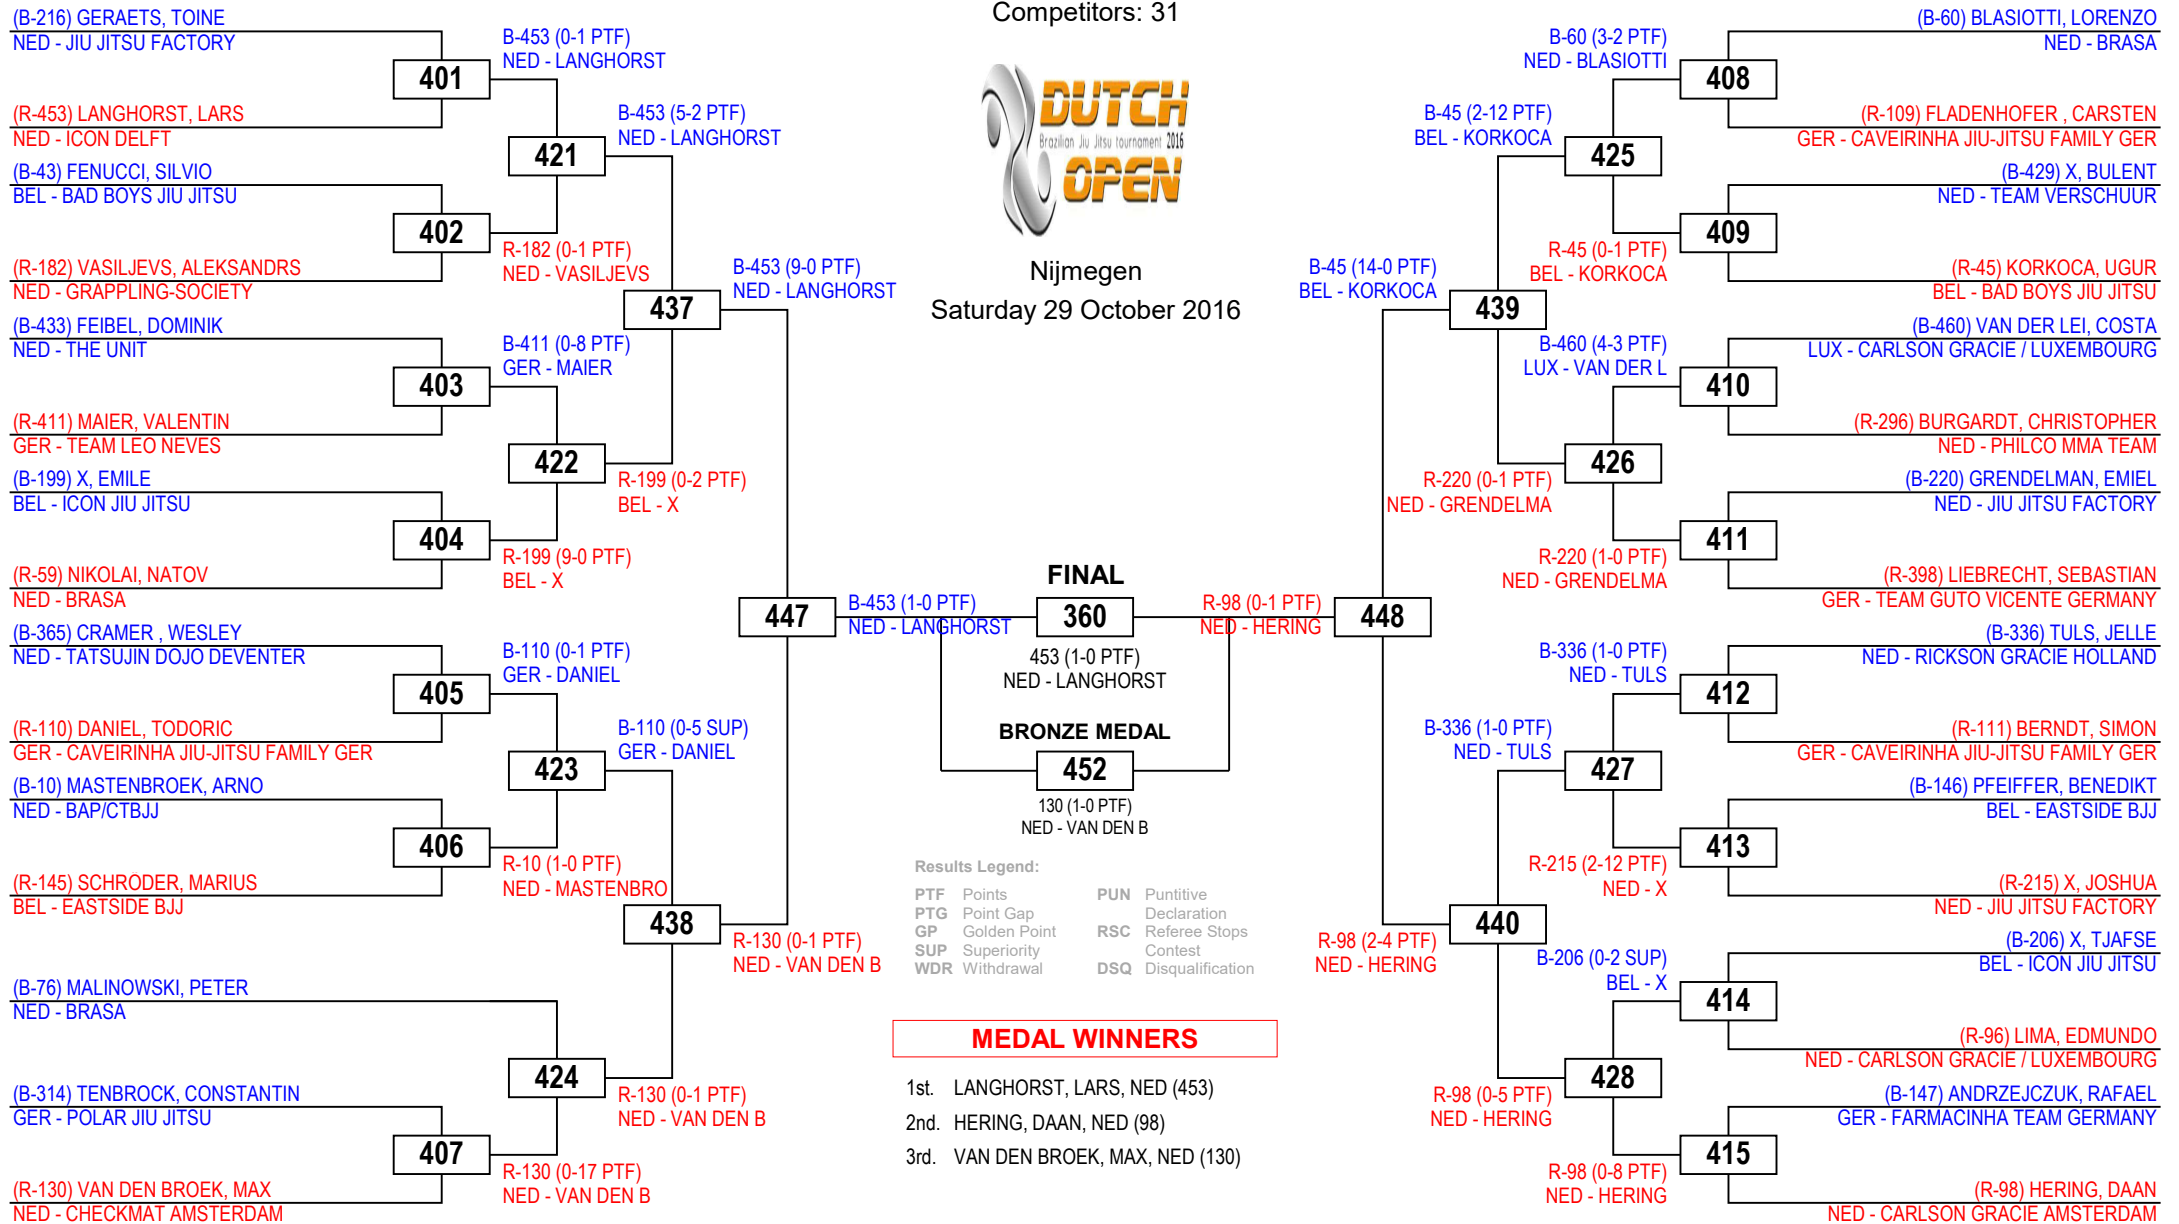 Competitors: 31
DUTCH
Brazilian Jiu Jitsu tournament 2016
OPEN
Nijmegen
Saturday 29 October 2016
(B-216) GERAETS, TOINE
NED - JIU JITSU FACTORY
401
(R-453) LANGHORST, LARS
NED - ICON DELFT
(B-43) FENUCCI, SILVIO
BEL - BAD BOYS JIU JITSU
402
(R-182) VASILJEVS, ALEKSANDRS
NED - GRAPPLING-SOCIETY
(B-433) FEIBEL, DOMINIK
NED - THE UNIT
403
(R-411) MAIER, VALENTIN
GER - TEAM LEO NEVES
(B-199) X, EMILE
BEL - ICON JIU JITSU
404
(R-59) NIKOLAI, NATOV
NED - BRASA
(B-365) CRAMER , WESLEY
NED - TATSUJIN DOJO DEVENTER
405
(R-110) DANIEL, TODORIC
GER - CAVEIRINHA JIU-JITSU FAMILY GER
(B-10) MASTENBROEK, ARNO
NED - BAP/CTBJJ
406
(R-145) SCHRÖDER, MARIUS
BEL - EASTSIDE BJJ
(B-76) MALINOWSKI, PETER
NED - BRASA
(B-314) TENBROCK, CONSTANTIN
GER - POLAR JIU JITSU
407
(R-130) VAN DEN BROEK, MAX
NED - CHECKMAT AMSTERDAM
B-453 (0-1 PTF)
NED - LANGHORST
421
R-182 (0-1 PTF)
NED - VASILJEVS
B-411 (0-8 PTF)
GER - MAIER
422
R-199 (9-0 PTF)
BEL - X
B-110 (0-1 PTF)
GER - DANIEL
423
R-10 (1-0 PTF)
NED - MASTENBRO
424
R-130 (0-17 PTF)
NED - VAN DEN B
B-453 (5-2 PTF)
NED - LANGHORST
437
R-199 (0-2 PTF)
BEL - X
B-110 (0-5 SUP)
GER - DANIEL
438
R-130 (0-1 PTF)
NED - VAN DEN B
B-453 (9-0 PTF)
NED - LANGHORST
447
R-130 (0-1 PTF)
NED - VAN DEN B
B-453 (1-0 PTF)
NED - LANGHORST
FINAL
360
453 (1-0 PTF)
NED - LANGHORST
BRONZE MEDAL
452
130 (1-0 PTF)
NED - VAN DEN B
R-98 (0-1 PTF)
NED - HERING
448
B-45 (14-0 PTF)
BEL - KORKOCA
R-98 (2-4 PTF)
NED - HERING
B-45 (2-12 PTF)
BEL - KORKOCA
439
R-220 (0-1 PTF)
NED - GRENDELMA
B-336 (1-0 PTF)
NED - TULS
440
R-98 (0-5 PTF)
NED - HERING
B-60 (3-2 PTF)
NED - BLASIOTTI
425
R-45 (0-1 PTF)
BEL - KORKOCA
B-460 (4-3 PTF)
LUX - VAN DER L
426
R-220 (1-0 PTF)
NED - GRENDELMA
B-336 (1-0 PTF)
NED - TULS
427
R-215 (2-12 PTF)
NED - X
B-206 (0-2 SUP)
BEL - X
428
R-98 (0-8 PTF)
NED - HERING
(B-60) BLASIOTTI, LORENZO
NED - BRASA
408
(R-109) FLADENHOFER , CARSTEN
GER - CAVEIRINHA JIU-JITSU FAMILY GER
(B-429) X, BULENT
NED - TEAM VERSCHUUR
409
(R-45) KORKOCA, UGUR
BEL - BAD BOYS JIU JITSU
(B-460) VAN DER LEI, COSTA
LUX - CARLSON GRACIE / LUXEMBOURG
410
(R-296) BURGARDT, CHRISTOPHER
NED - PHILCO MMA TEAM
(B-220) GRENDELMAN, EMIEL
NED - JIU JITSU FACTORY
411
(R-398) LIEBRECHT, SEBASTIAN
GER - TEAM GUTO VICENTE GERMANY
(B-336) TULS, JELLE
NED - RICKSON GRACIE HOLLAND
412
(R-111) BERNDT, SIMON
GER - CAVEIRINHA JIU-JITSU FAMILY GER
(B-146) PFEIFFER, BENEDIKT
BEL - EASTSIDE BJJ
413
(R-215) X, JOSHUA
NED - JIU JITSU FACTORY
(B-206) X, TJAFSE
BEL - ICON JIU JITSU
414
(R-96) LIMA, EDMUNDO
NED - CARLSON GRACIE / LUXEMBOURG
(B-147) ANDRZEJCZUK, RAFAEL
GER - FARMACINHA TEAM GERMANY
415
(R-98) HERING, DAAN
NED - CARLSON GRACIE AMSTERDAM
Results Legend:
PTF Points
PTG Point Gap
GP Golden Point
SUP Superiority
WDR Withdrawal
PUN Puntitive
Declaration
RSC Referee Stops
Contest
DSQ Disqualification
MEDAL WINNERS
1st. LANGHORST, LARS, NED (453)
2nd. HERING, DAAN, NED (98)
3rd. VAN DEN BROEK, MAX, NED (130)